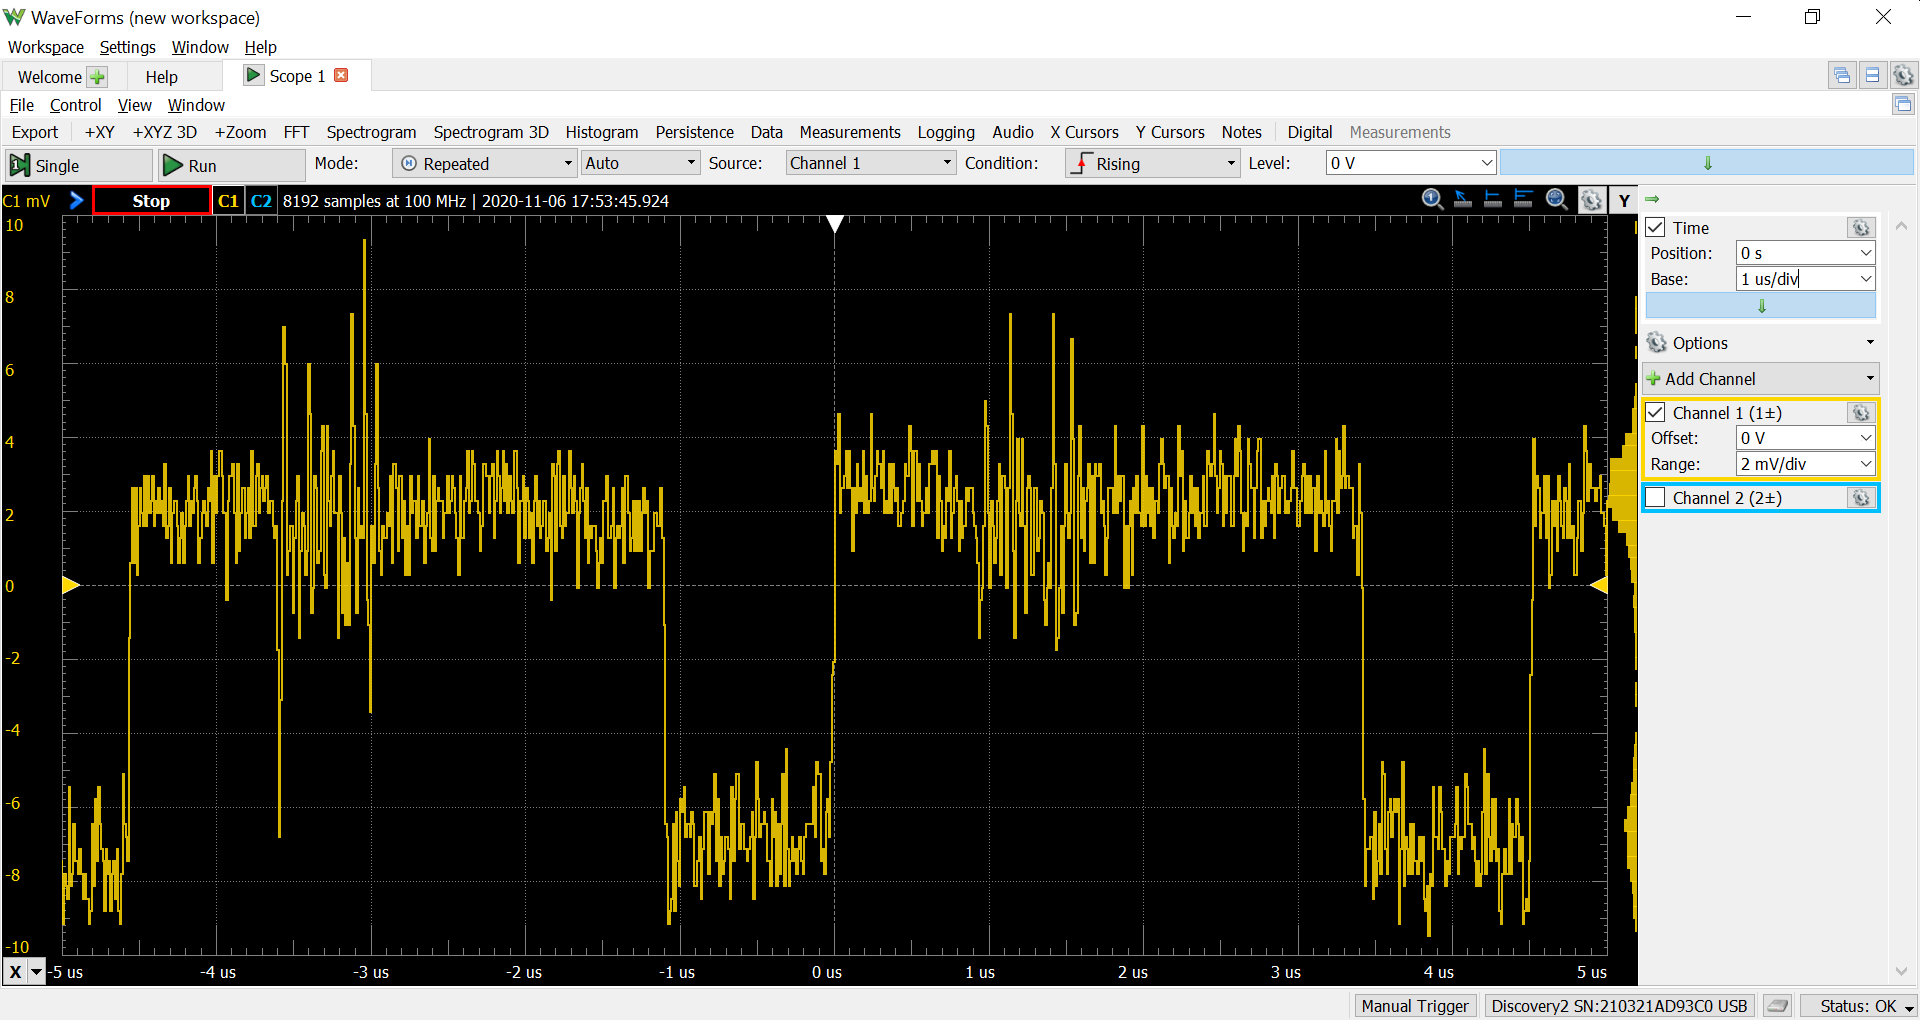 WaveForms (new workspace)
Workspace Settings Window Help
Welcome Help Scope 1
File Control View Window
Export +XY +XYZ 3D +Zoom FFT Spectrogram Spectrogram 3D Histogram Persistence Data Measurements Logging Audio X Cursors Y Cursors Notes Digital Measurements
Single Run Mode: Repeated Auto Source: Channel 1 Condition: Rising Level: 0 V
C1 mV Stop C1 C2 8192 samples at 100 MHz | 2020-11-06 17:53:45.924 Y
10
8
6
4
2
0
-2
-4
-6
-8
-10
X -5 us -4 us -3 us -2 us -1 us 0 us 1 us 2 us 3 us 4 us 5 us
Time
Position: 0 s
Base: 1 us/div
Options
Add Channel
Channel 1 (1±)
Offset: 0 V
Range: 2 mV/div
Channel 2 (2±)
Manual Trigger Discovery2 SN:210321AD93C0 USB Status: OK